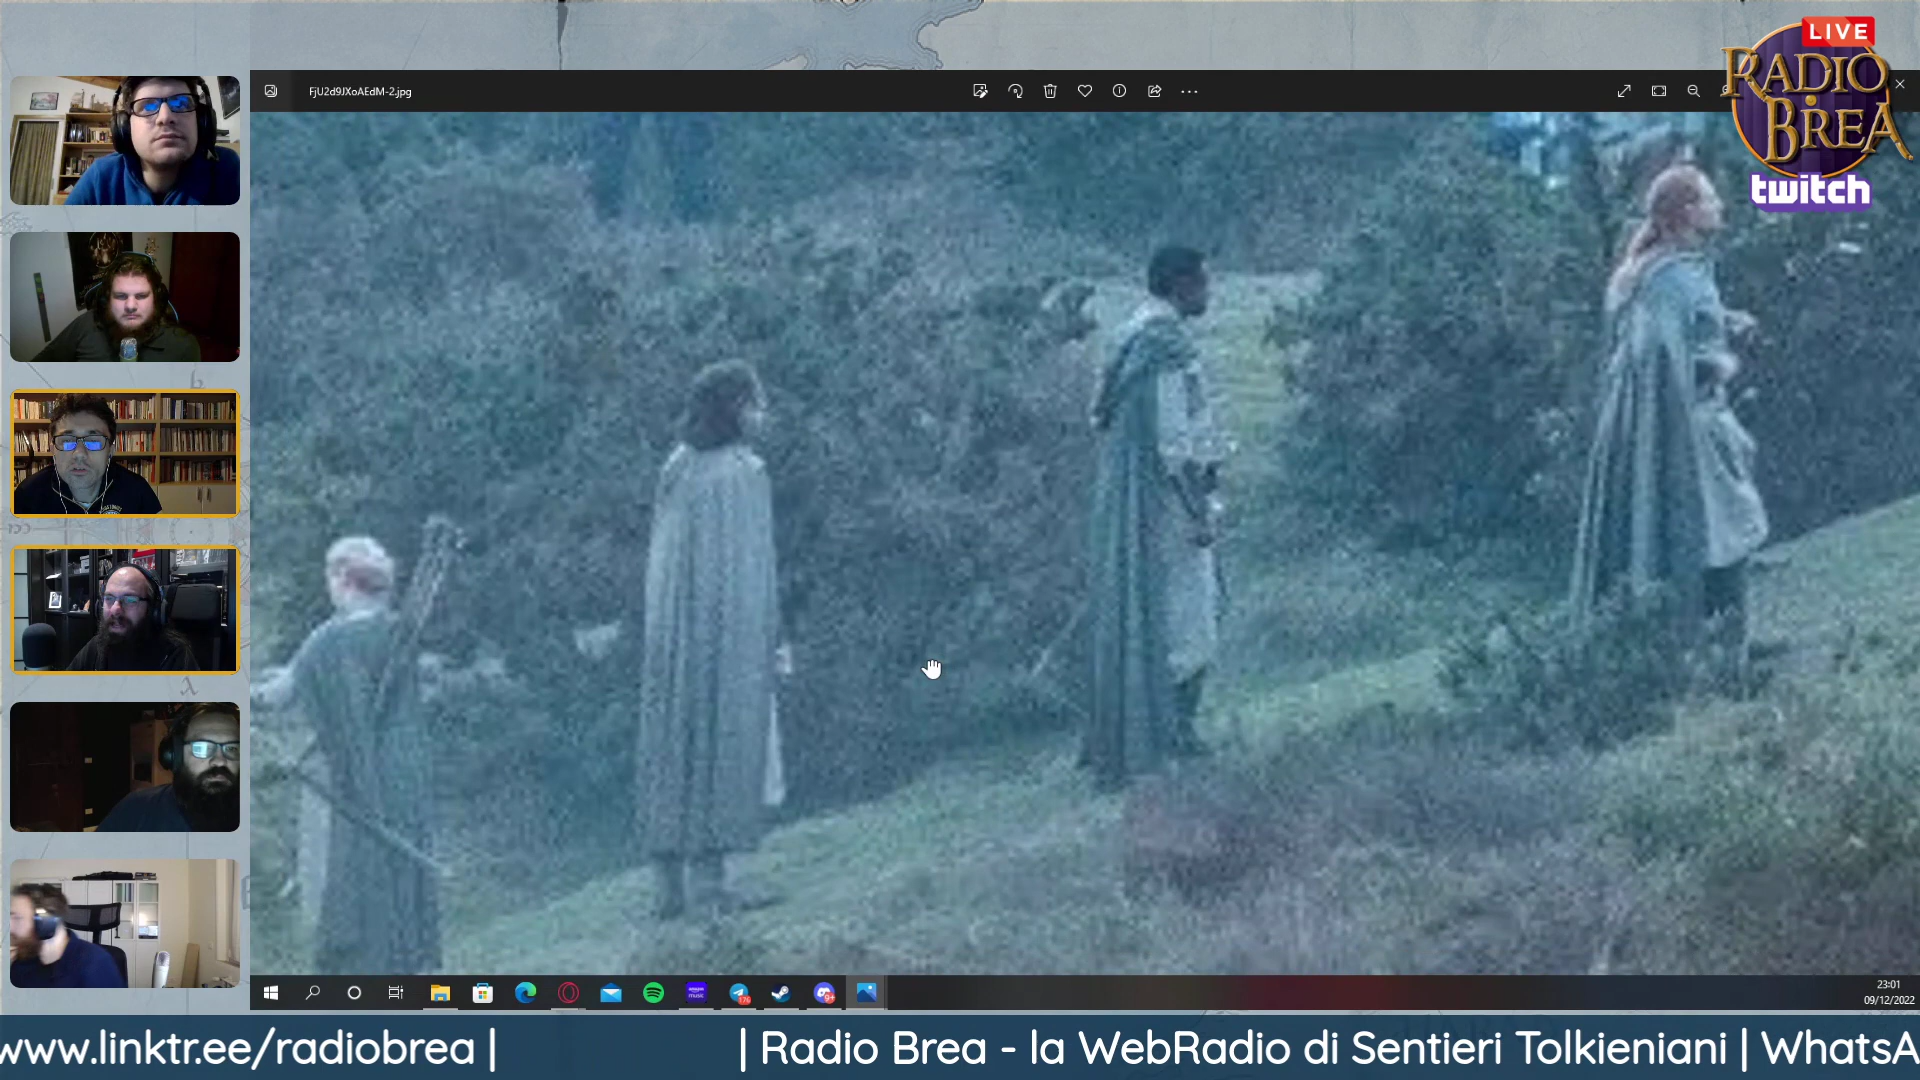 LIVE
RADIO
BREA
twitch
FjU2d9JXoAEdM-2.jpg
23:01
09/12/2022
www.linktr.ee/radiobrea | | Radio Brea - la WebRadio di Sentieri Tolkieniani | WhatsA